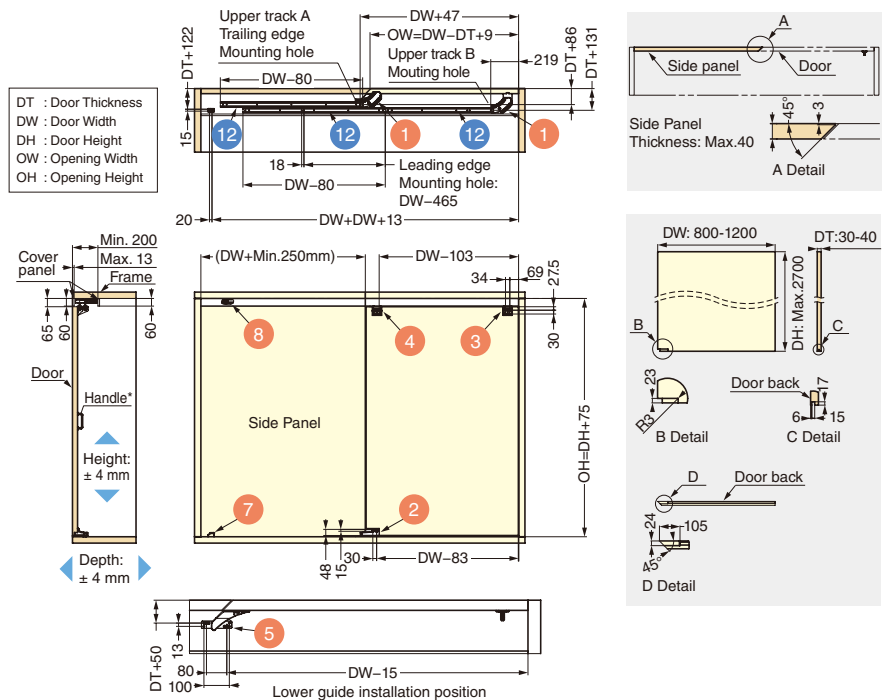 DW+47
OW=DW-DT+9
Upper track A
Trailing edge
Mounting hole
Upper track B
Mouting hole
219
DT+86
DT+131
DT+122
DW−80
15
12
12
1
12
1
18
DW−80
Leading edge
Mounting hole:
DW−465
20
DW+DW+13
DT : Door Thickness
DW : Door Width
DH : Door Height
OW : Opening Width
OH : Opening Height
A
Side panel
Door
45°
3
Side Panel
Thickness: Max.40
A Detail
Min. 200
Max. 13
Cover
panel
Frame
65
60
60
Door
Handle*
Height:
± 4 mm
Depth:
± 4 mm
(DW+Min.250mm)
DW−103
34
69
27.5
30
8
4
3
Side Panel
OH=DH+75
7
2
48
15
30
DW−83
DW: 800-1200
DT:30-40
DH: Max.2700
B
C
23
R3
B Detail
Door back
17
6
15
C Detail
D
Door back
24
105
45°
D Detail
DT+50
13
5
80
100
DW−15
Lower guide installation position